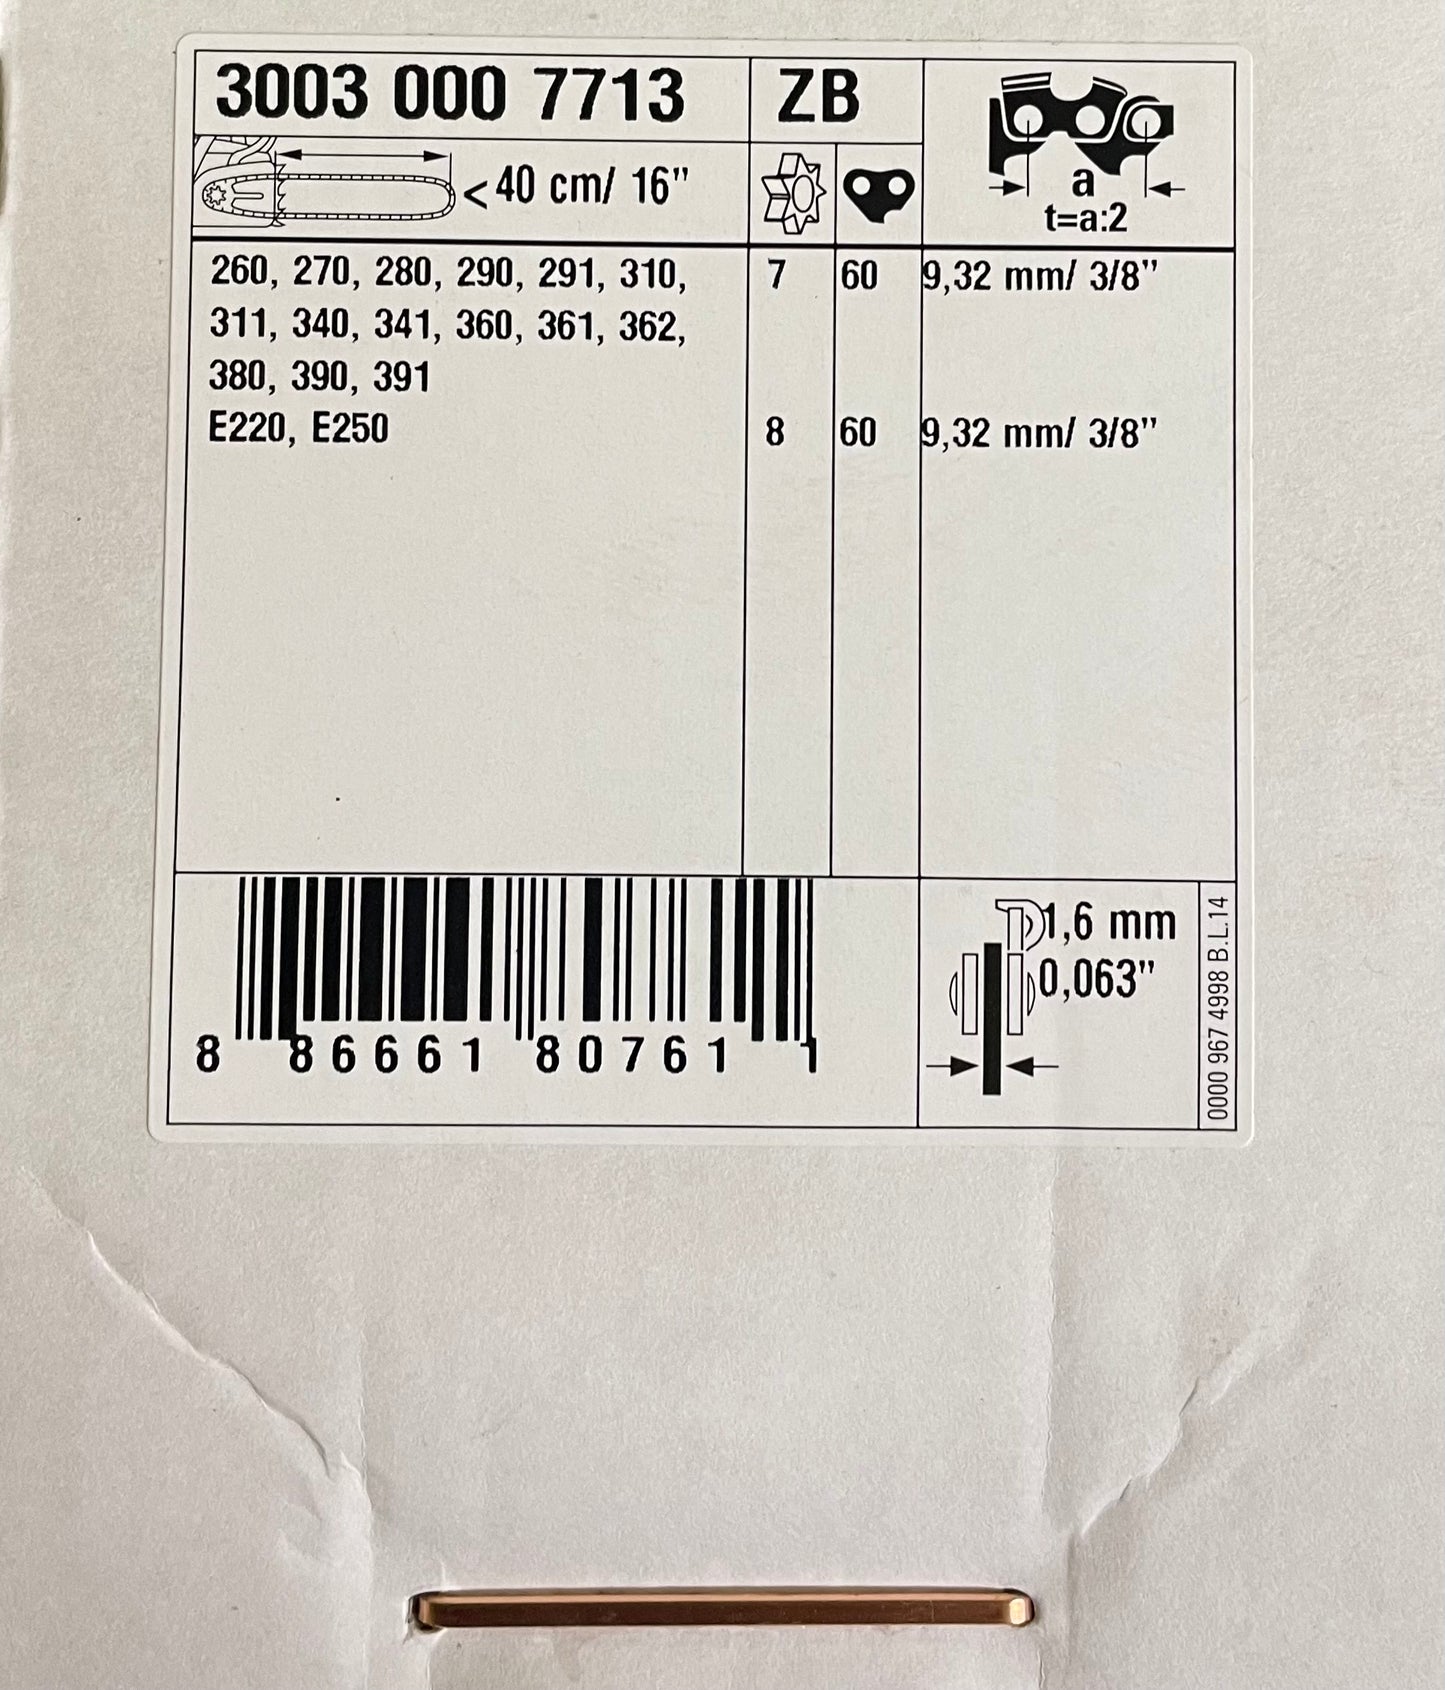 3003 000 7713 ZB
< 40 cm/ 16"
a
t=a:2
260, 270, 280, 290, 291, 310, 7 60 9,32 mm/ 3/8"
311, 340, 341, 360, 361, 362,
380, 390, 391
E220, E250 8 60 9,32 mm/ 3/8"
1,6 mm
0,063"
0000 967 4998 B.L.14
8 86661 80761 1